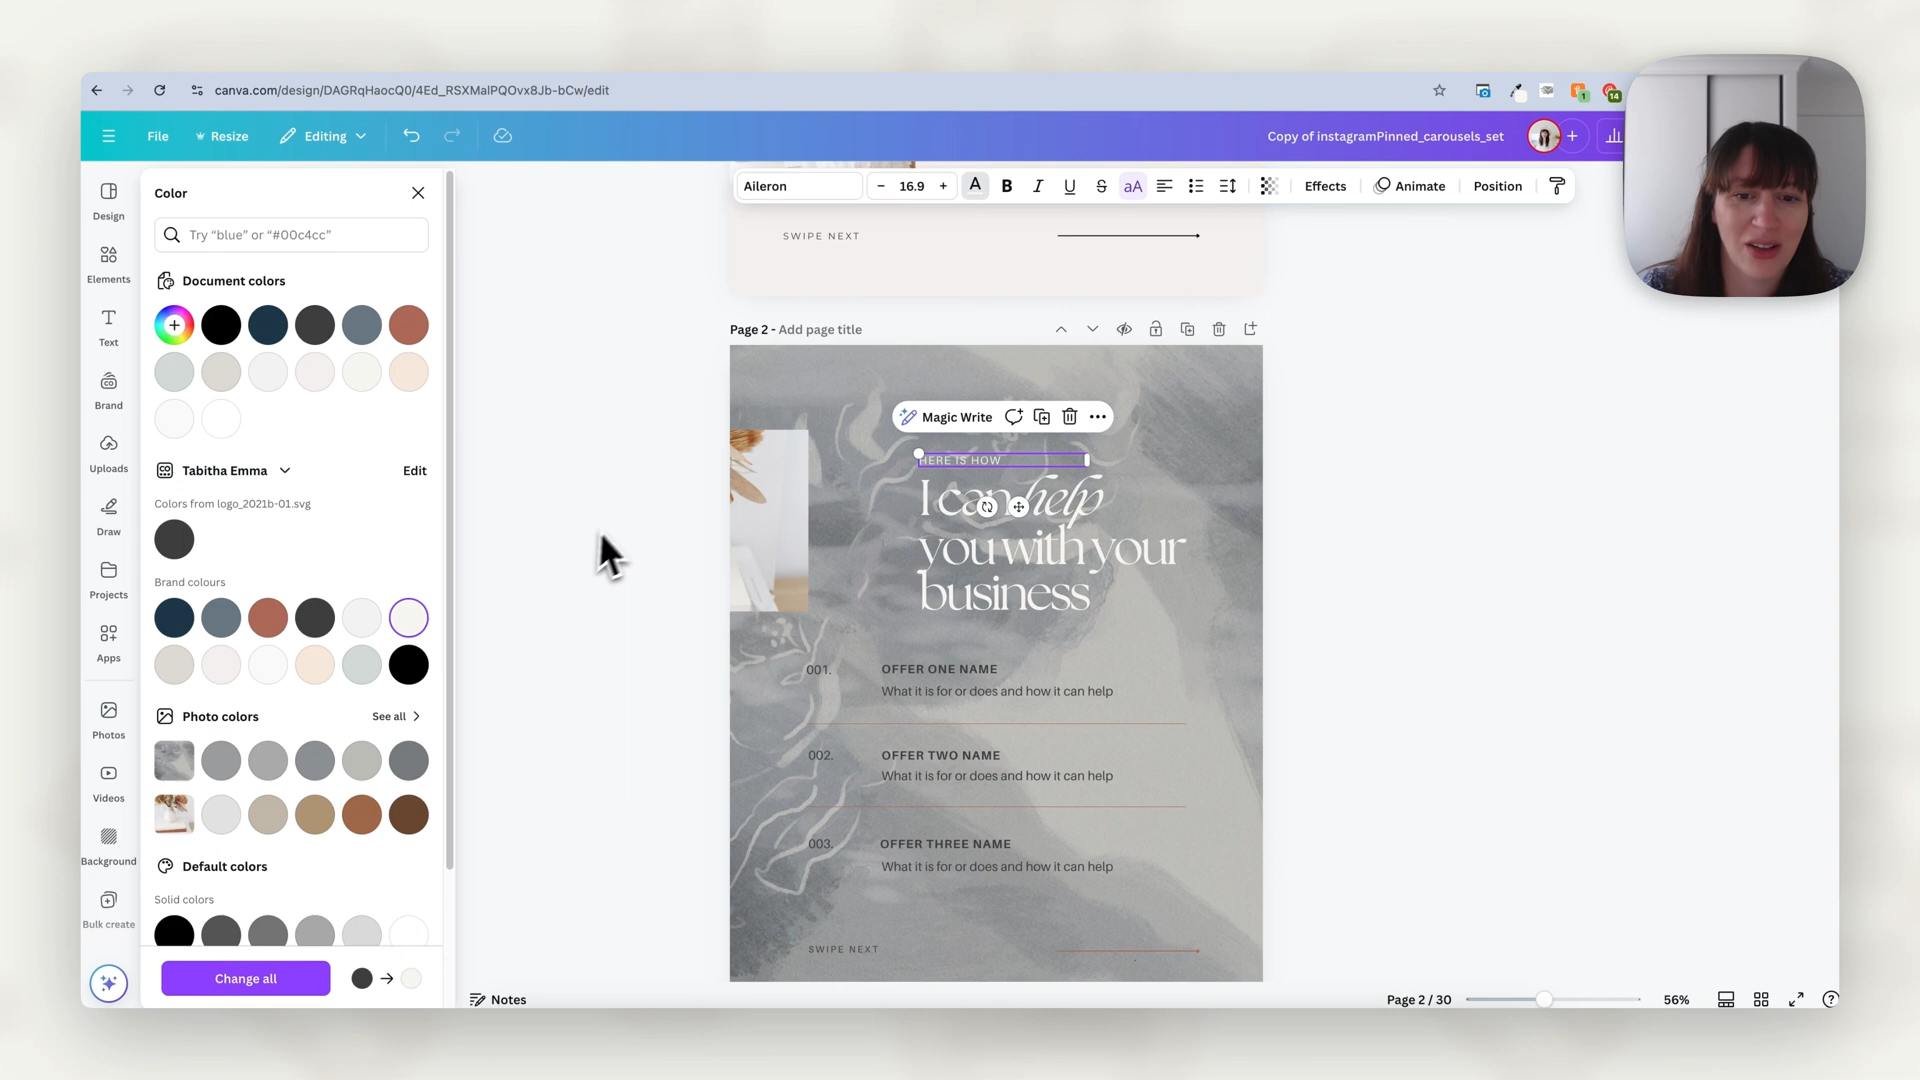 canva.com/design/DAGRqHaocQ0/4Ed_RSXMalPQOvx8Jb-bCw/edit
1
14
File
Resize
Editing
Copy of instagramPinned_carousels_set
Design
Elements
Text
Brand
Uploads
Draw
Projects
Apps
Photos
Videos
Background
Bulk create
Color
Try “blue” or “#00c4cc”
Document colors
Tabitha Emma
Edit
Colors from logo_2021b-01.svg
Brand colours
Photo colors
See all
Default colors
Solid colors
Change all
Aileron
− 16.9 +
A
B
I
U
S
aA
Effects
Animate
Position
SWIPE NEXT
Page 2 - Add page title
Magic Write
HERE IS HOW
I can help
you with your
business
001.
OFFER ONE NAME
What it is for or does and how it can help
002.
OFFER TWO NAME
What it is for or does and how it can help
003.
OFFER THREE NAME
What it is for or does and how it can help
SWIPE NEXT
Notes
Page 2 / 30
56%